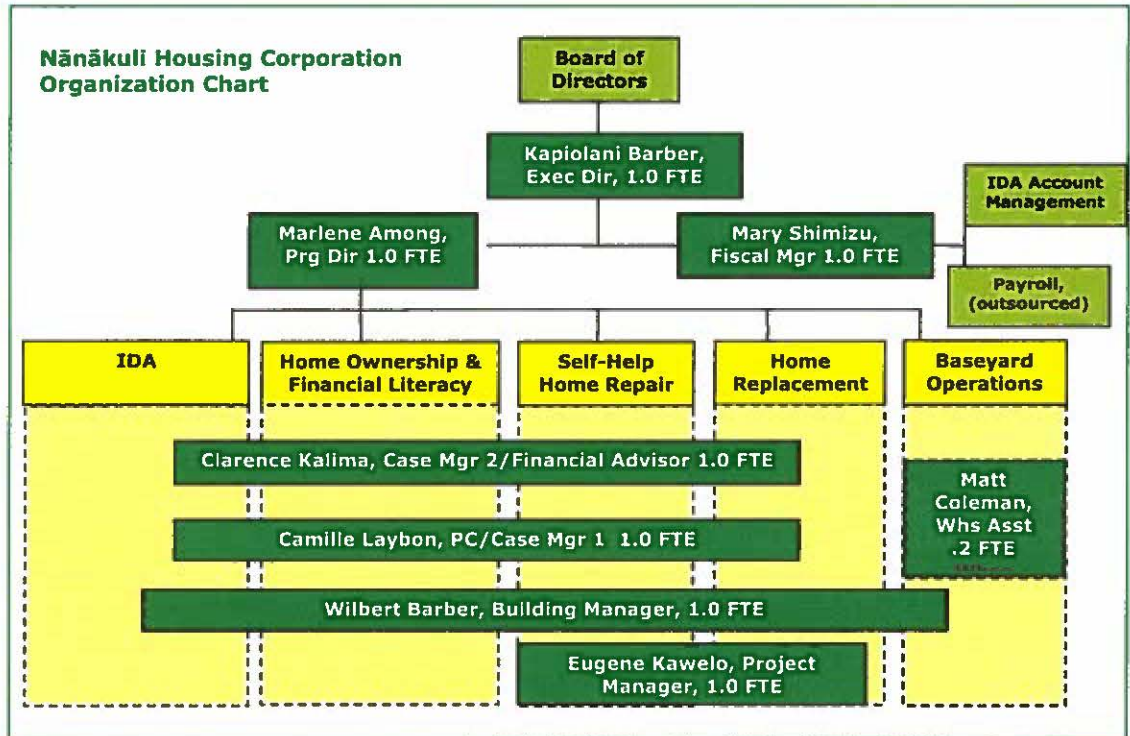 Nānākuli Housing Corporation
Organization Chart
Board of
Directors
Kapiolani Barber,
Exec Dir, 1.0 FTE
IDA Account
Management
Marlene Among,
Prg Dir 1.0 FTE
Mary Shimizu,
Fiscal Mgr 1.0 FTE
Payroll,
(outsourced)
IDA
Home Ownership &
Financial Literacy
Self-Help
Home Repair
Home
Replacement
Baseyard
Operations
Clarence Kalima, Case Mgr 2/Financial Advisor 1.0 FTE
Matt
Coleman,
Whs Asst
.2 FTE
Camille Laybon, PC/Case Mgr 1 1.0 FTE
Wilbert Barber, Building Manager, 1.0 FTE
Eugene Kawelo, Project
Manager, 1.0 FTE